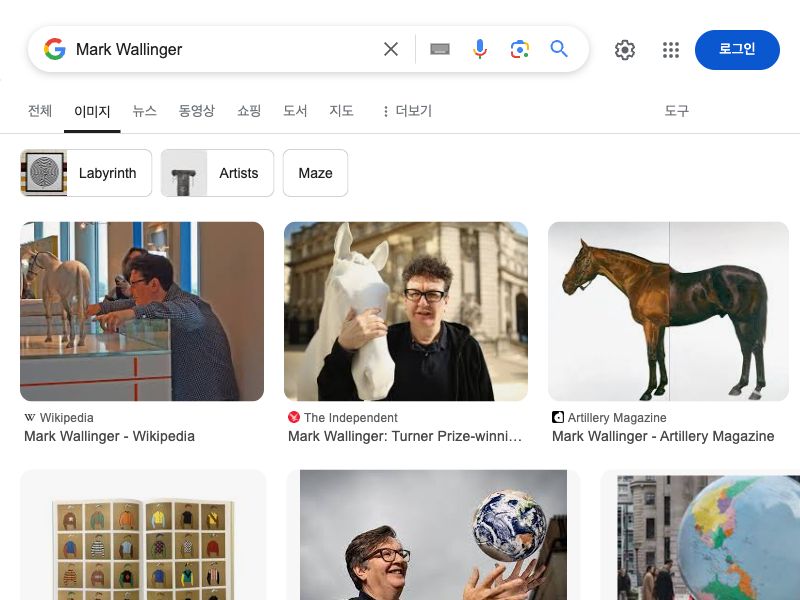 Mark Wallinger
로그인
전체 이미지 뉴스 동영상 쇼핑 도서 지도 더보기 도구
Labyrinth Artists Maze
Wikipedia
Mark Wallinger - Wikipedia
The Independent
Mark Wallinger: Turner Prize-winni...
Artillery Magazine
Mark Wallinger - Artillery Magazine